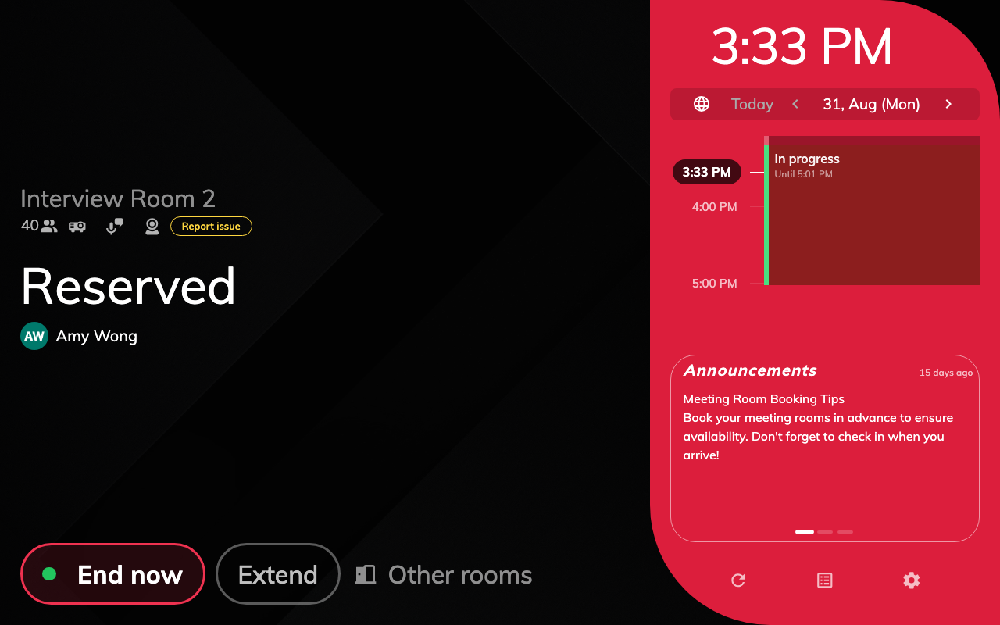 Interview Room 2
40
Report issue
Reserved
AW
Amy Wong
End now
Extend
Other rooms
3:33 PM
Today
31, Aug (Mon)
3:33 PM
4:00 PM
5:00 PM
In progress
Until 5:01 PM
Announcements
15 days ago
Meeting Room Booking Tips
Book your meeting rooms in advance to ensure
availability. Don't forget to check in when you
arrive!